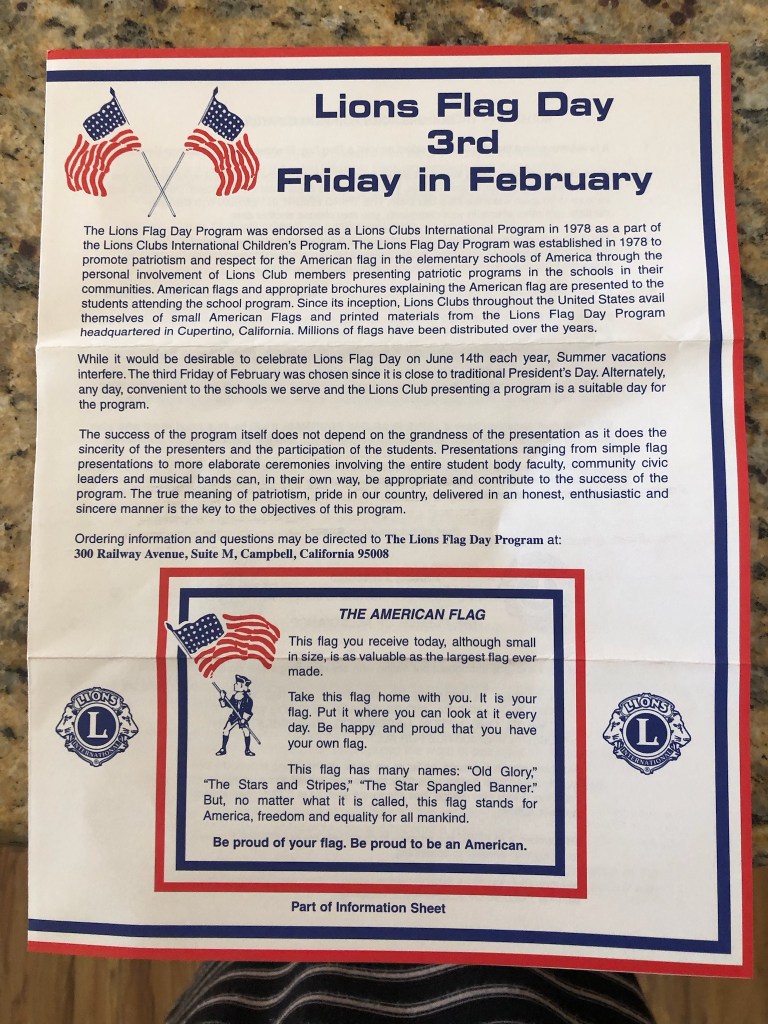 Lions Flag Day
3rd
Friday in February
The Lions Flag Day Program was endorsed as a Lions Clubs International Program in 1978 as a part of
the Lions Clubs International Children's Program. The Lions Flag Day Program was established in 1978 to
promote patriotism and respect for the American flag in the elementary schools of America through the
personal involvement of Lions Club members presenting patriotic programs in the schools in their
communities. American flags and appropriate brochures explaining the American flag are presented to the
students attending the school program. Since its inception, Lions Clubs throughout the United States avail
themselves of small American Flags and printed materials from the Lions Flag Day Program
headquartered in Cupertino, California. Millions of flags have been distributed over the years.
While it would be desirable to celebrate Lions Flag Day on June 14th each year, Summer vacations
interfere. The third Friday of February was chosen since it is close to traditional President's Day. Alternately,
any day, convenient to the schools we serve and the Lions Club presenting a program is a suitable day for
the program.
The success of the program itself does not depend on the grandness of the presentation as it does the
sincerity of the presenters and the participation of the students. Presentations ranging from simple flag
presentations to more elaborate ceremonies involving the entire student body faculty, community civic
leaders and musical bands can, in their own way, be appropriate and contribute to the success of the
program. The true meaning of patriotism, pride in our country, delivered in an honest, enthusiastic and
sincere manner is the key to the objectives of this program.
Ordering information and questions may be directed to The Lions Flag Day Program at:
300 Railway Avenue, Suite M, Campbell, California 95008
THE AMERICAN FLAG
This flag you receive today, although small
in size, is as valuable as the largest flag ever
made.
Take this flag home with you. It is your
flag. Put it where you can look at it every
day. Be happy and proud that you have
your own flag.
This flag has many names: "Old Glory,"
"The Stars and Stripes," "The Star Spangled Banner."
But, no matter what it is called, this flag stands for
America, freedom and equality for all mankind.
Be proud of your flag. Be proud to be an American.
LIONS
L
INTERNATIONAL
LIONS
L
INTERNATIONAL
Part of Information Sheet